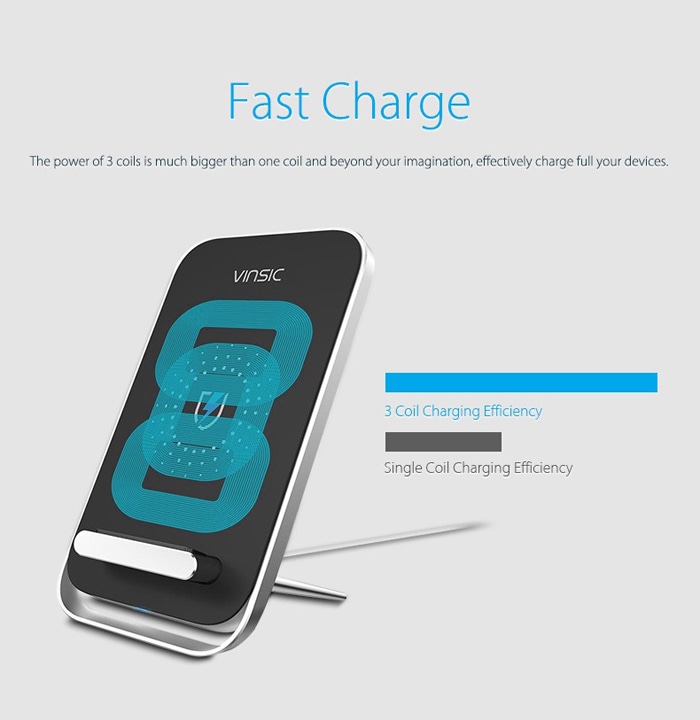 Fast Charge
The power of 3 coils is much bigger than one coil and beyond your imagination, effectively charge full your devices.
VINSIC
3 Coil Charging Efficiency
Single Coil Charging Efficiency